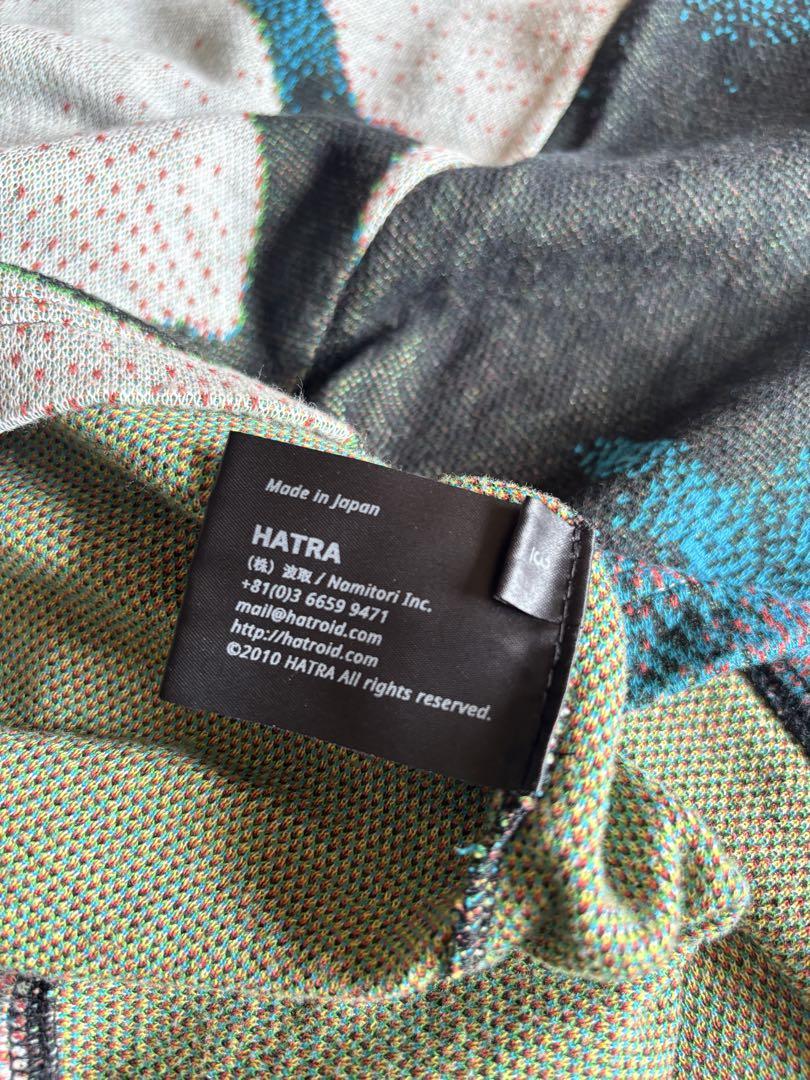 Made in Japan
HATRA
(株) 波取 / Namitori Inc.
+81(0)3 6659 9471
mail@hatroid.com
http://hatroid.com
©2010 HATRA All rights reserved.